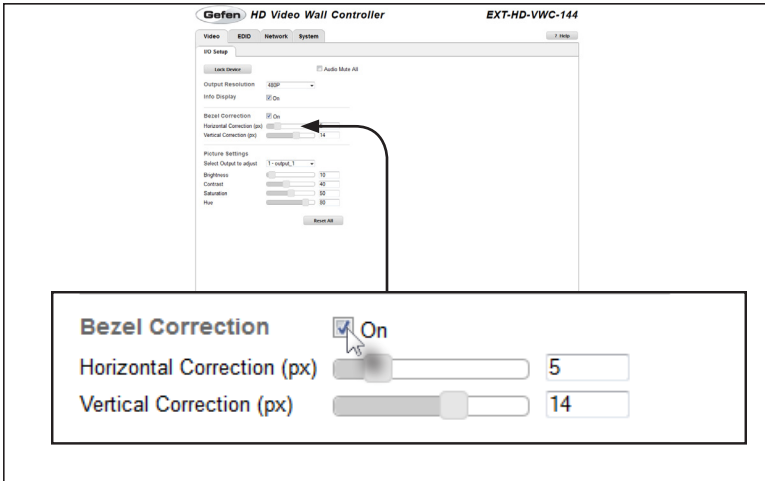 Gefen HD Video Wall Controller EXT-HD-VWC-144
Video EDID Network System ? Help
I/O Setup
Lock Device Audio Mute All
Output Resolution 480P
Info Display On
Bezel Correction On
Horizontal Correction (px)
Vertical Correction (px) 14
Picture Settings
Select Output to adjust 1 - output_1
Brightness 10
Contrast 40
Saturation 50
Hue 80
Reset All
Bezel Correction On
Horizontal Correction (px) 5
Vertical Correction (px) 14